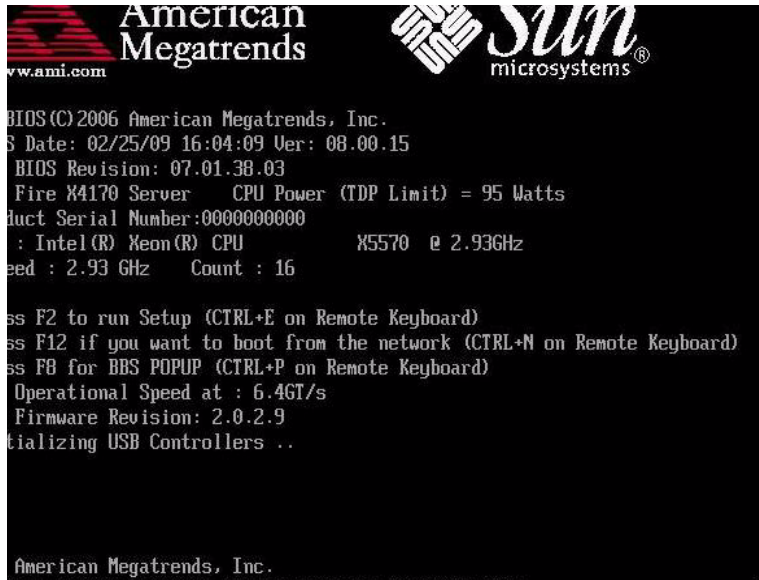 American
Megatrends
ww.ami.com
Sun®
microsystems
BIOS(C)2006 American Megatrends, Inc.
S Date: 02/25/09 16:04:09 Ver: 08.00.15
BIOS Revision: 07.01.38.03
Fire X4170 Server CPU Power (TDP Limit) = 95 Watts
duct Serial Number:0000000000
: Intel(R) Xeon(R) CPU X5570 @ 2.93GHz
eed : 2.93 GHz Count : 16
ss F2 to run Setup (CTRL+E on Remote Keyboard)
ss F12 if you want to boot from the network (CTRL+N on Remote Keyboard)
ss F8 for BBS POPUP (CTRL+P on Remote Keyboard)
Operational Speed at : 6.4GT/s
Firmware Revision: 2.0.2.9
tializing USB Controllers ..
American Megatrends, Inc.